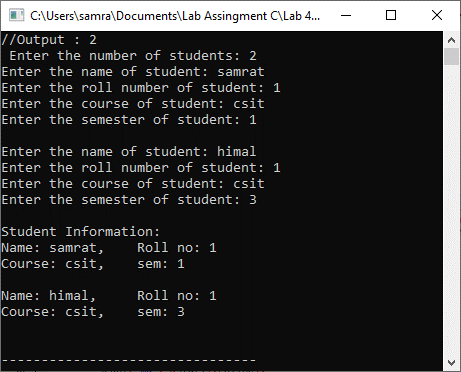 C:\Users\samra\Documents\Lab Assingment C\Lab 4...
//Output : 2
 Enter the number of students: 2
Enter the name of student: samrat
Enter the roll number of student: 1
Enter the course of student: csit
Enter the semester of student: 1

Enter the name of student: himal
Enter the roll number of student: 1
Enter the course of student: csit
Enter the semester of student: 3

Student Information:
Name: samrat,    Roll no: 1
Course: csit,    sem: 1

Name: himal,     Roll no: 1
Course: csit,    sem: 3

--------------------------------